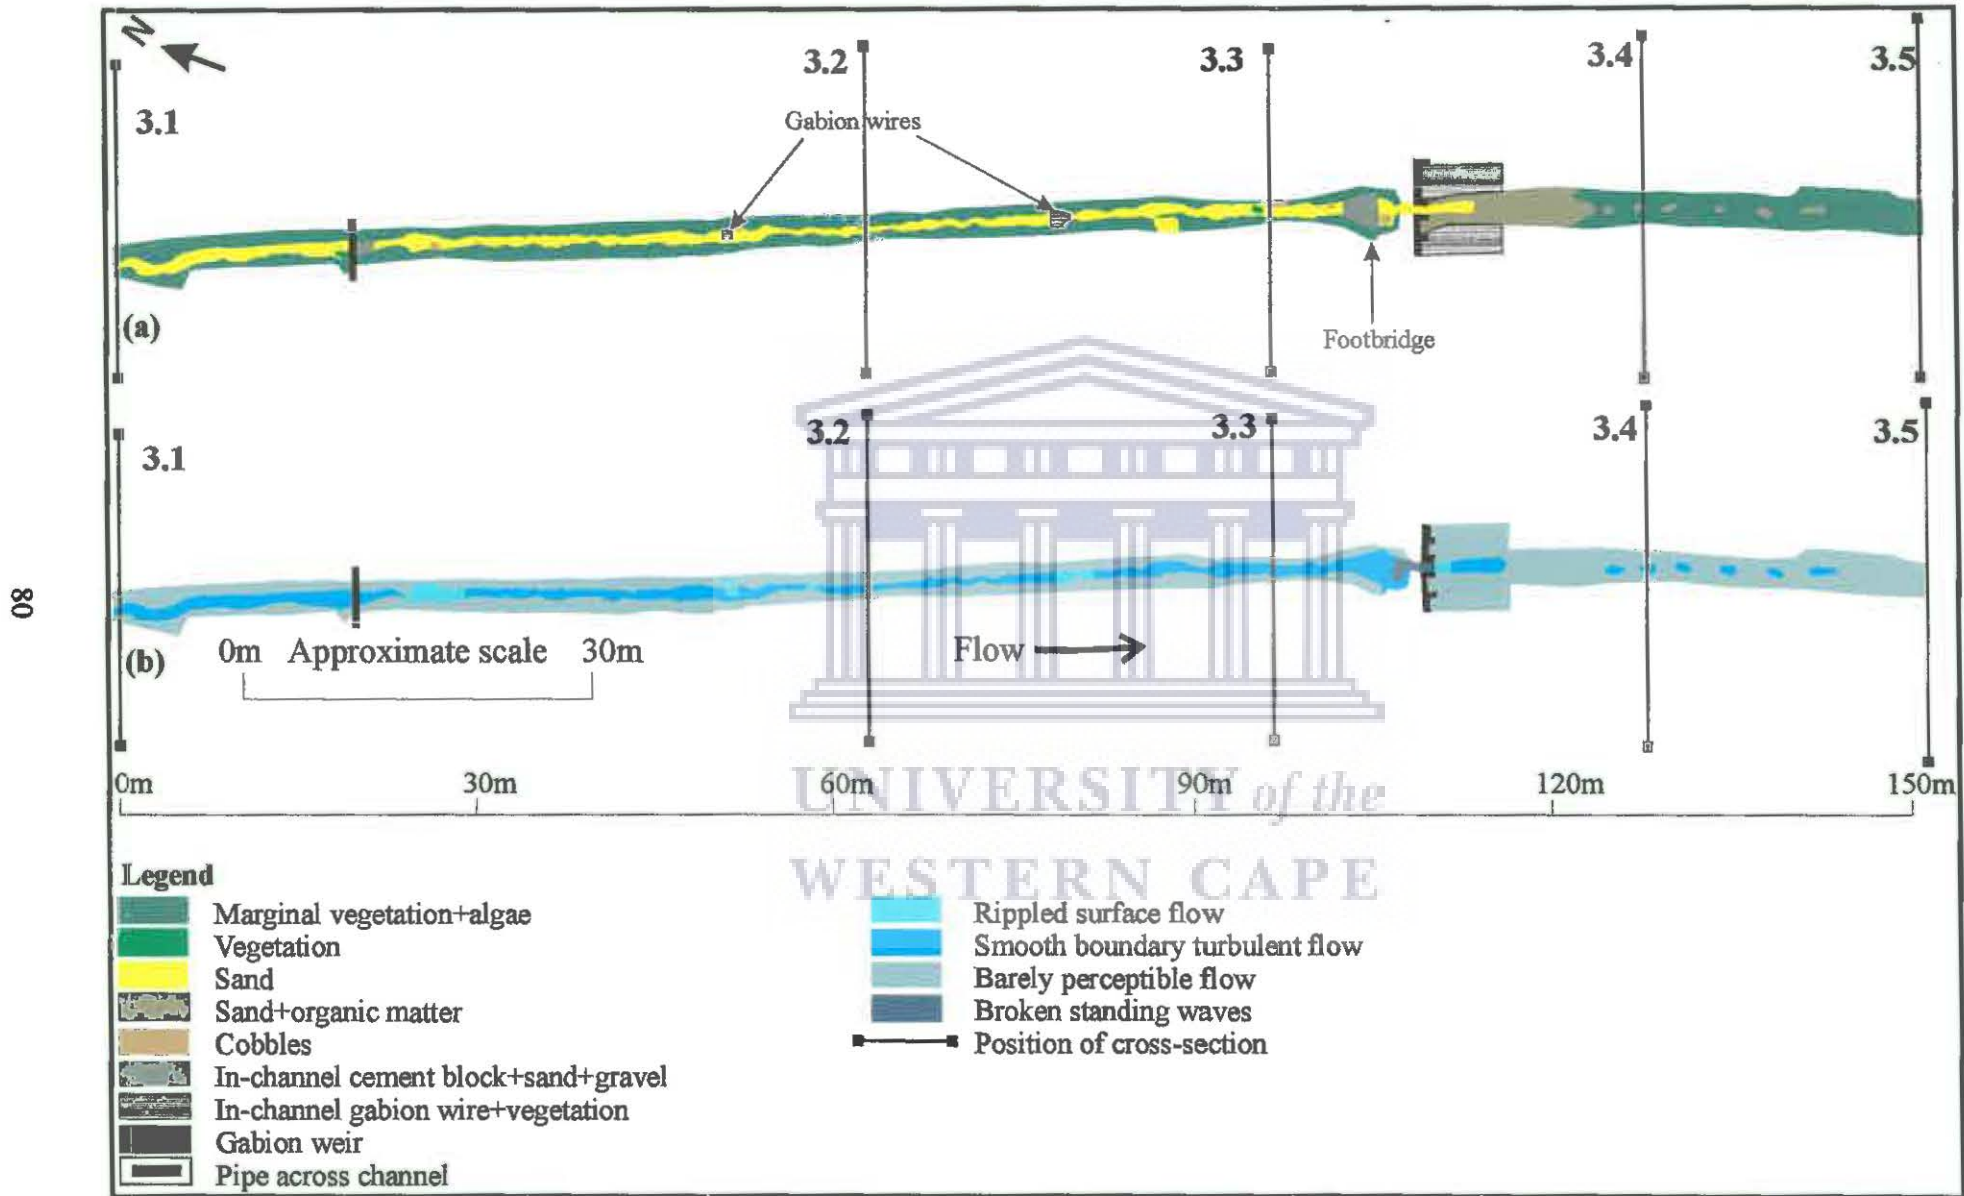 N
3.1
3.2
3.3
3.4
3.5
Gabion wires
Footbridge
(a)
3.1
3.2
3.3
3.4
3.5
(b)
0m Approximate scale 30m
Flow
80
0m 30m 60m 90m 120m 150m
UNIVERSITY of the
WESTERN CAPE
Legend
Marginal vegetation+algae
Vegetation
Sand
Sand+organic matter
Cobbles
In-channel cement block+sand+gravel
In-channel gabion wire+vegetation
Gabion weir
Pipe across channel
Rippled surface flow
Smooth boundary turbulent flow
Barely perceptible flow
Broken standing waves
Position of cross-section